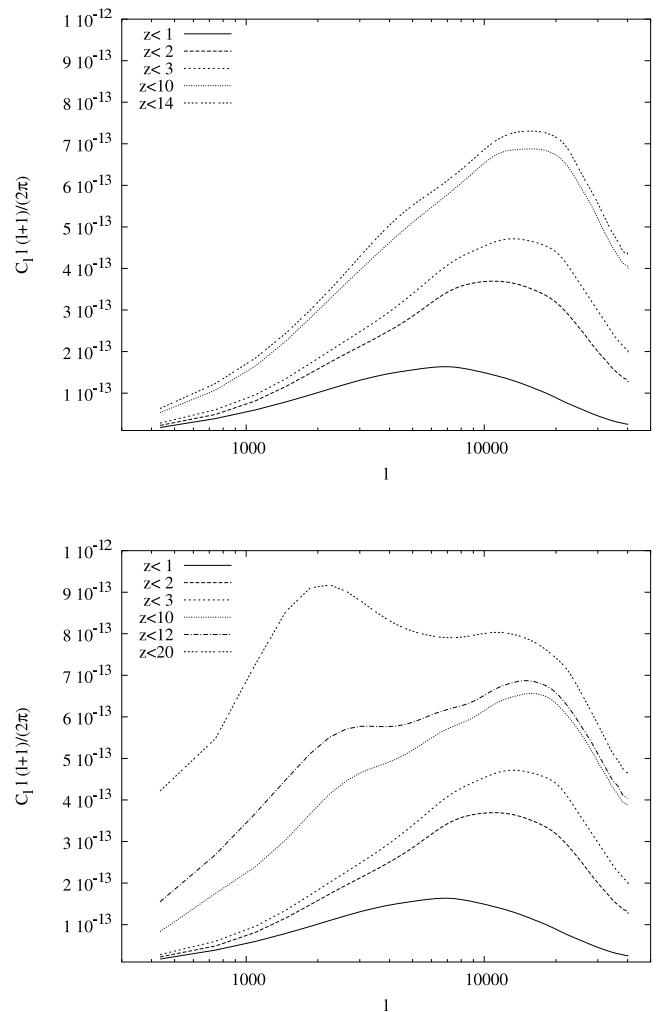 1 10^-12
9 10^-13
8 10^-13
7 10^-13
6 10^-13
5 10^-13
4 10^-13
3 10^-13
2 10^-13
1 10^-13
C_l l (l+1)/(2π)
z< 1
z< 2
z< 3
z<10
z<14
1000 10000
l
1 10^-12
9 10^-13
8 10^-13
7 10^-13
6 10^-13
5 10^-13
4 10^-13
3 10^-13
2 10^-13
1 10^-13
C_l l (l+1)/(2π)
z< 1
z< 2
z< 3
z<10
z<12
z<20
1000 10000
l